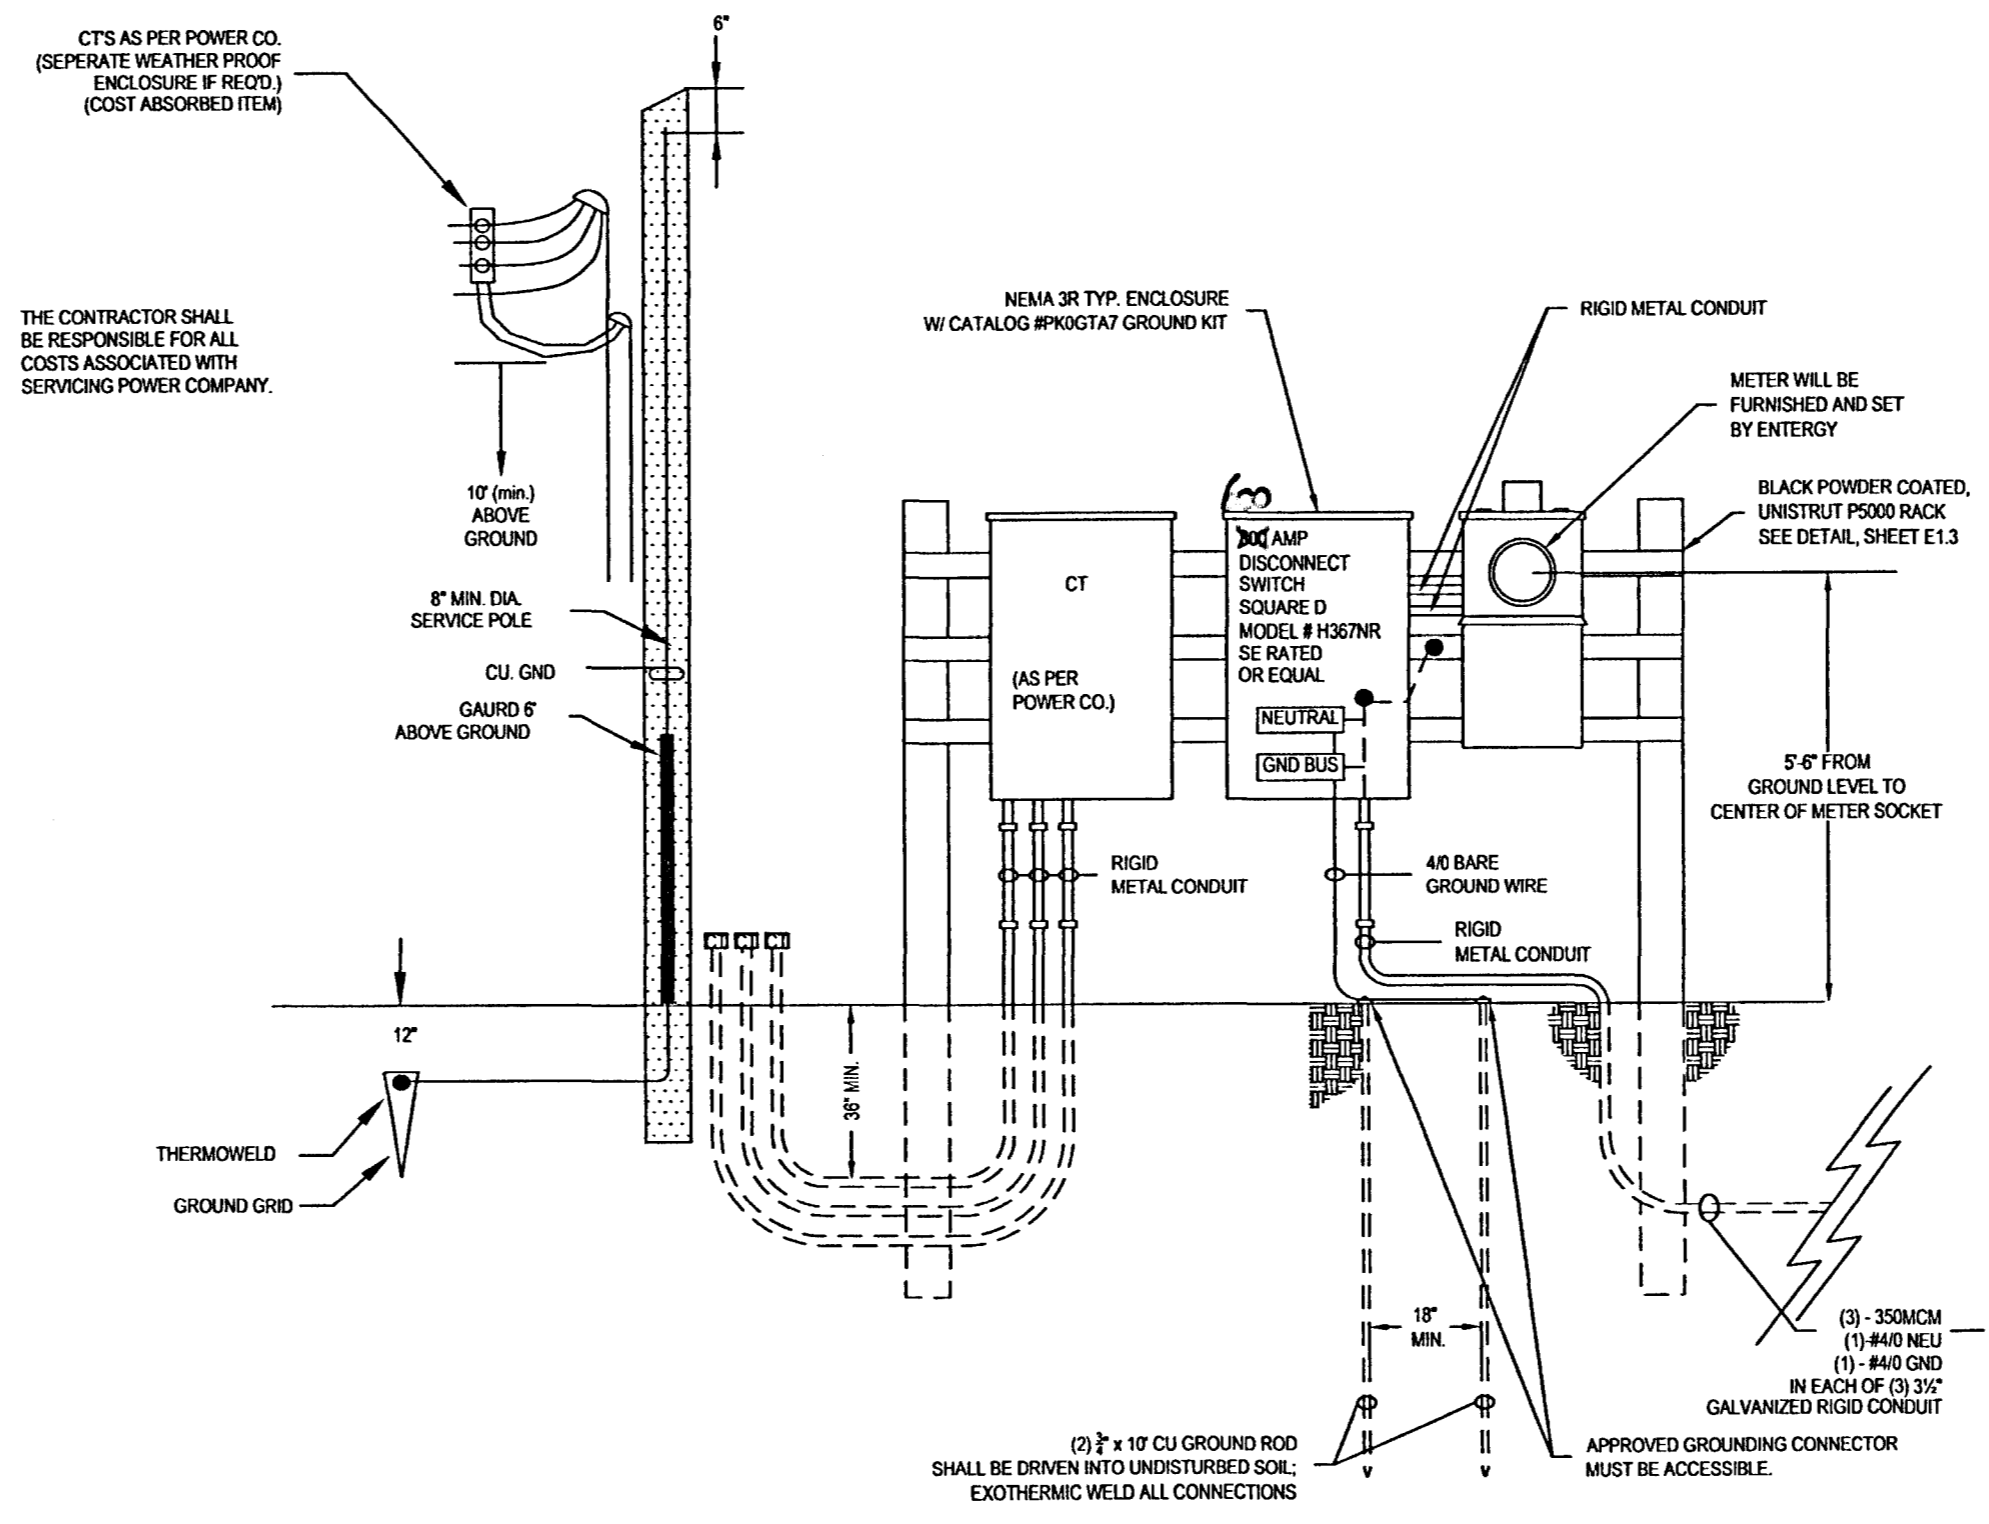 6"
CT'S AS PER POWER CO.
(SEPERATE WEATHER PROOF
ENCLOSURE IF REQ'D.)
(COST ABSORBED ITEM)
THE CONTRACTOR SHALL
BE RESPONSIBLE FOR ALL
COSTS ASSOCIATED WITH
SERVICING POWER COMPANY.
10' (min.)
ABOVE
GROUND
8" MIN. DIA.
SERVICE POLE
CU. GND
GAURD 6'
ABOVE GROUND
12"
THERMOWELD
GROUND GRID
NEMA 3R TYP. ENCLOSURE
W/ CATALOG #PK0GTA7 GROUND KIT
RIGID METAL CONDUIT
METER WILL BE
FURNISHED AND SET
BY ENTERGY
BLACK POWDER COATED,
UNISTRUT P5000 RACK
SEE DETAIL, SHEET E1.3
CT
(AS PER
POWER CO.)
3
AMP
DISCONNECT
SWITCH
SQUARE D
MODEL # H367NR
SE RATED
OR EQUAL
NEUTRAL
GND BUS
5'-6" FROM
GROUND LEVEL TO
CENTER OF METER SOCKET
RIGID
METAL CONDUIT
4/0 BARE
GROUND WIRE
RIGID
METAL CONDUIT
36" MIN.
18"
MIN.
(3) - 350MCM
(1)-#4/0 NEU
(1) - #4/0 GND
IN EACH OF (3) 3½"
GALVANIZED RIGID CONDUIT
(2) ¾" x 10' CU GROUND ROD
SHALL BE DRIVEN INTO UNDISTURBED SOIL;
EXOTHERMIC WELD ALL CONNECTIONS
APPROVED GROUNDING CONNECTOR
MUST BE ACCESSIBLE.